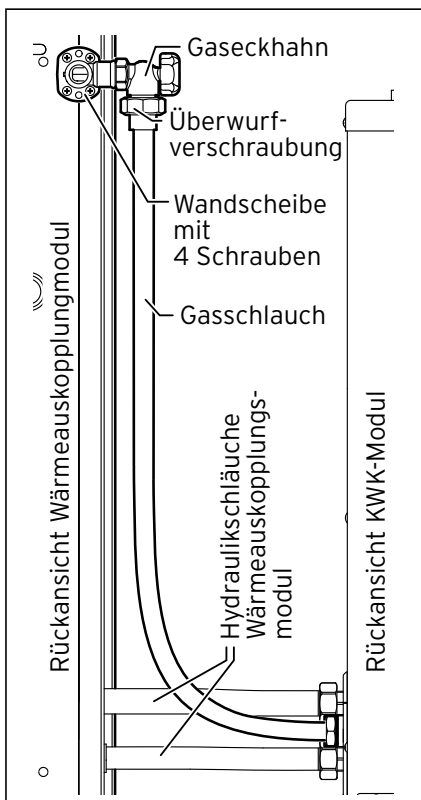 Gaseckhahn
Überwurf-
verschraubung
Wandscheibe
mit
4 Schrauben
Gasschlauch
Hydraulikschläuche
Wärmeauskopplungs-
modul
Rückansicht Wärmeauskopplungmodul
Rückansicht KWK-Modul